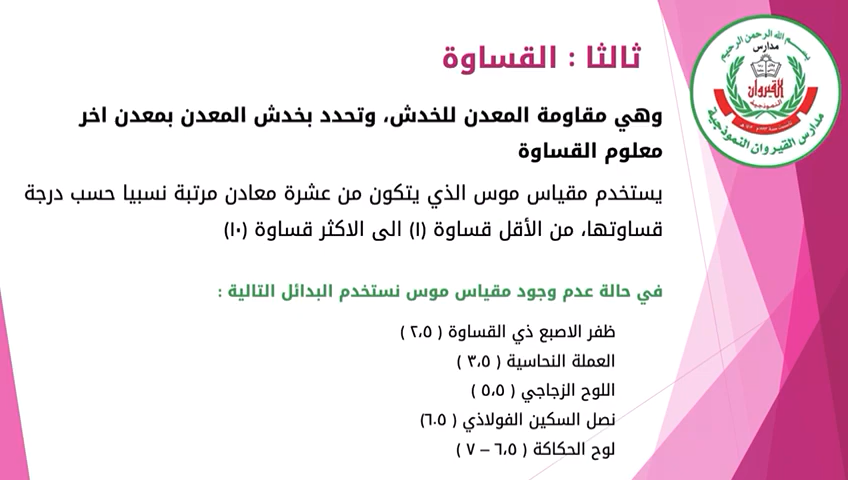 ثالثا : القساوة
وهي مقاومة المعدن للخدش، وتحدد بخدش المعدن بمعدن اخر
معلوم القساوة
يستخدم مقياس موس الذي يتكون من عشرة معادن مرتبة نسبيا حسب درجة
قساوتها، من الأقل قساوة (١) الى الاكثر قساوة (١٠)
في حالة عدم وجود مقياس موس نستخدم البدائل التالية :
ظفر الاصبع ذي القساوة ( ٢،٥ )
العملة النحاسية ( ٣،٥ )
اللوح الزجاجي ( ٥،٥ )
نصل السكين الفولاذي ( ٦.٥)
لوح الحكاكة ( ٦،٥ – ٧ )
بسم الله الرحمن الرحيم
مدارس
القيروان
النموذجية
مدارس القيروان النموذجية